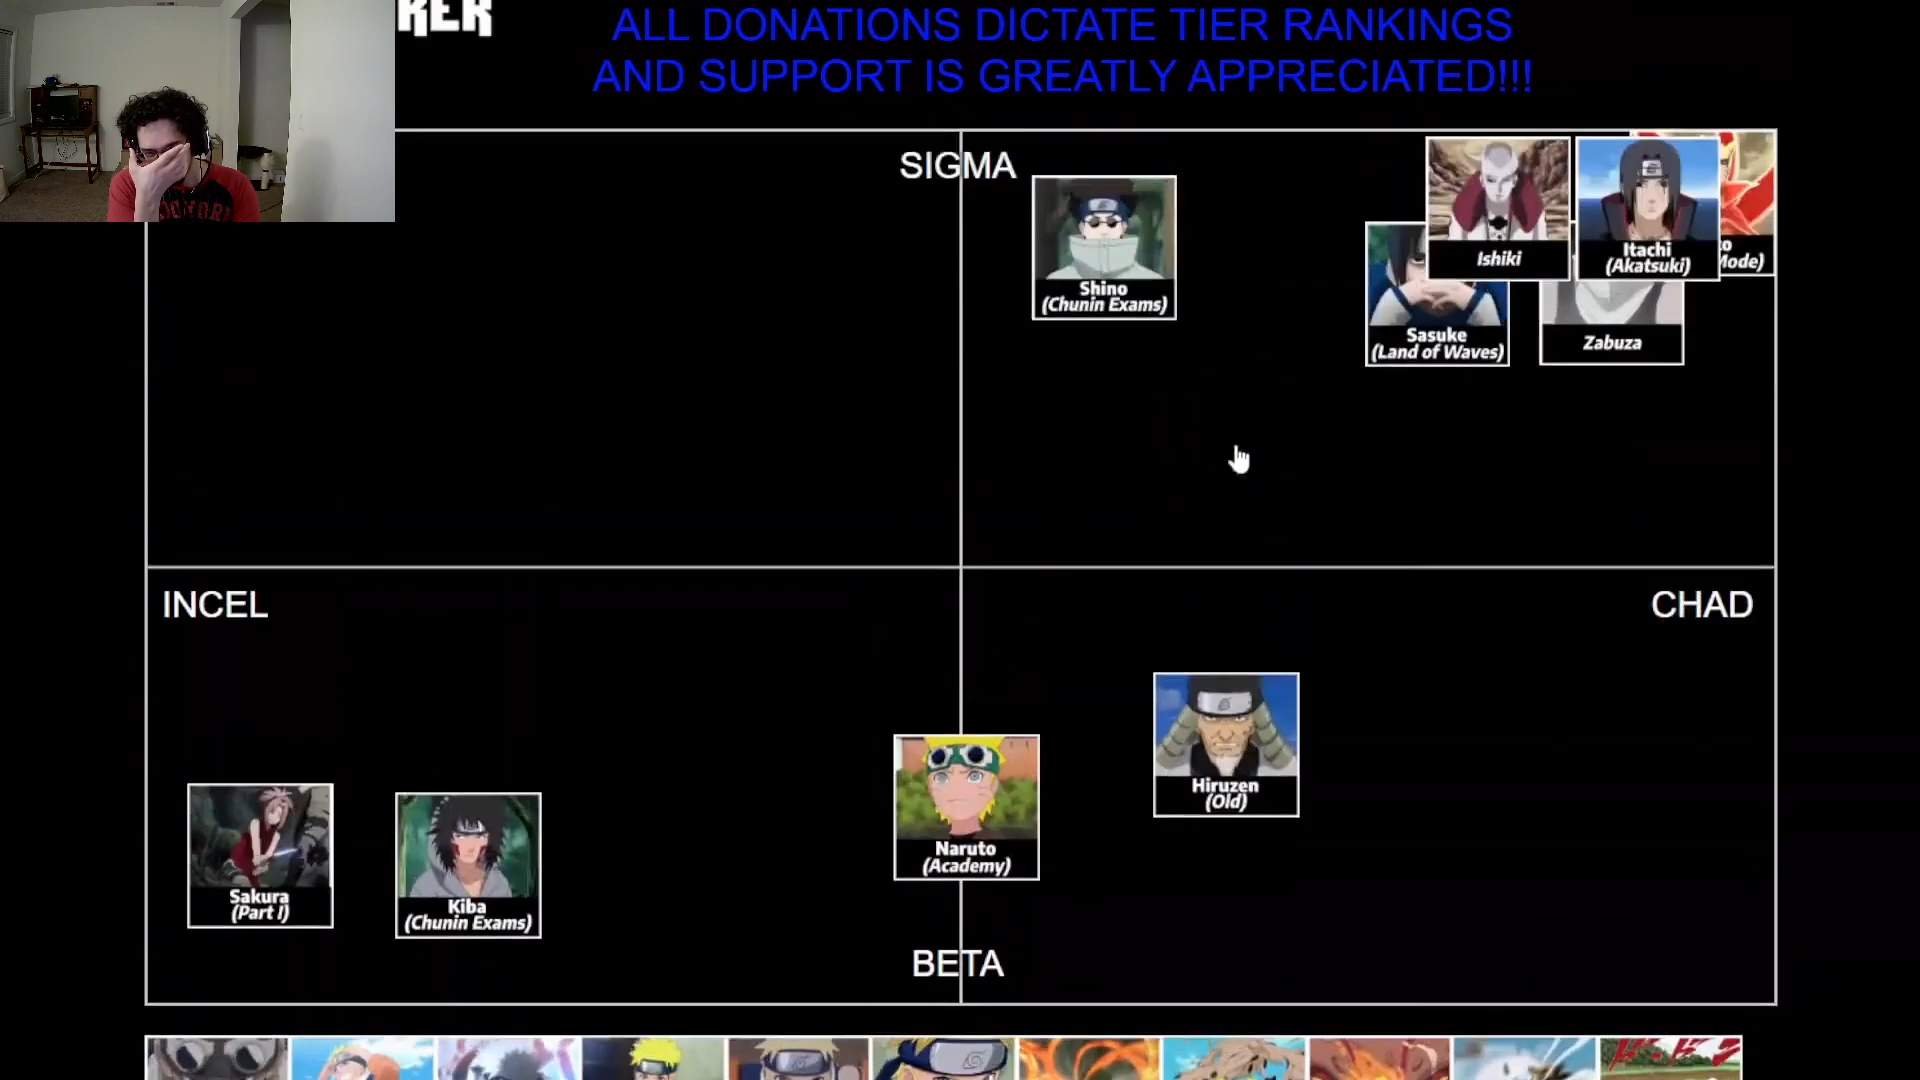 ALL DONATIONS DICTATE TIER RANKINGS
AND SUPPORT IS GREATLY APPRECIATED!!!
SIGMA
Shino
(Chunin Exams)
Ishiki
Itachi
(Akatsuki)
Mode)
Sasuke
(Land of Waves)
Zabuza
INCEL
CHAD
Hiruzen
(Old)
Naruto
(Academy)
Sakura
(Part I)
Kiba
(Chunin Exams)
BETA